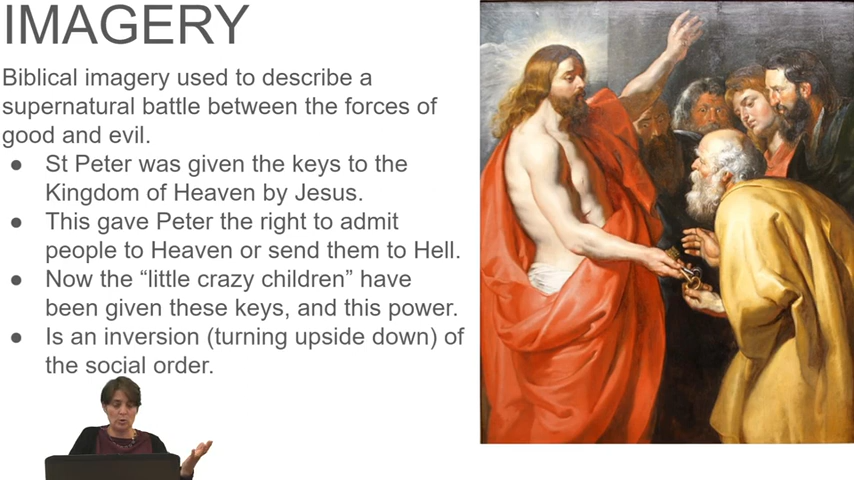 IMAGERY
Biblical imagery used to describe a
supernatural battle between the forces of
good and evil.
● St Peter was given the keys to the
Kingdom of Heaven by Jesus.
● This gave Peter the right to admit
people to Heaven or send them to Hell.
● Now the “little crazy children” have
been given these keys, and this power.
● Is an inversion (turning upside down) of
the social order.